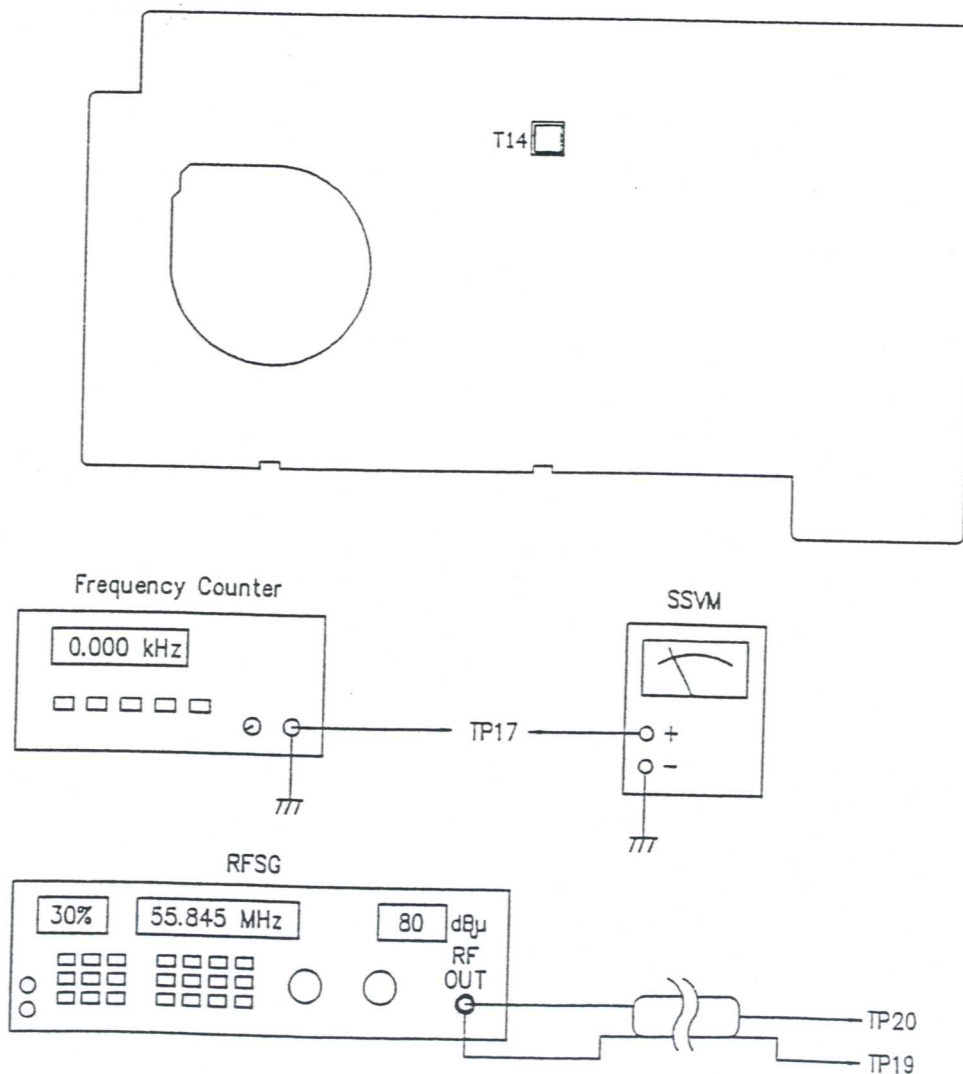 T14
Frequency Counter
0.000 kHz
TP17
SSVM
+
-
RFSG
30%
55.845 MHz
80 dBμ
RF
OUT
TP20
TP19